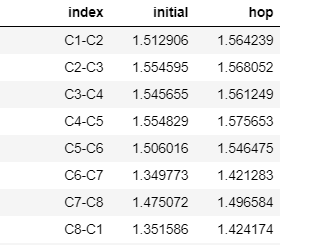 index initial hop
C1-C2 1.512906 1.564239
C2-C3 1.554595 1.568052
C3-C4 1.545655 1.561249
C4-C5 1.554829 1.575653
C5-C6 1.506016 1.546475
C6-C7 1.349773 1.421283
C7-C8 1.475072 1.496584
C8-C1 1.351586 1.424174